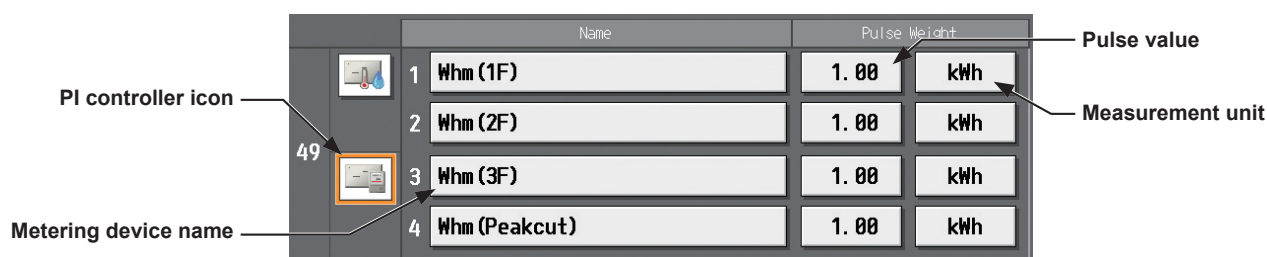 Name Pulse Weight
Pulse value
1 Whm(1F) 1.00 kWh
PI controller icon
Measurement unit
2 Whm(2F) 1.00 kWh
49
3 Whm(3F) 1.00 kWh
Metering device name
4 Whm(Peakcut) 1.00 kWh